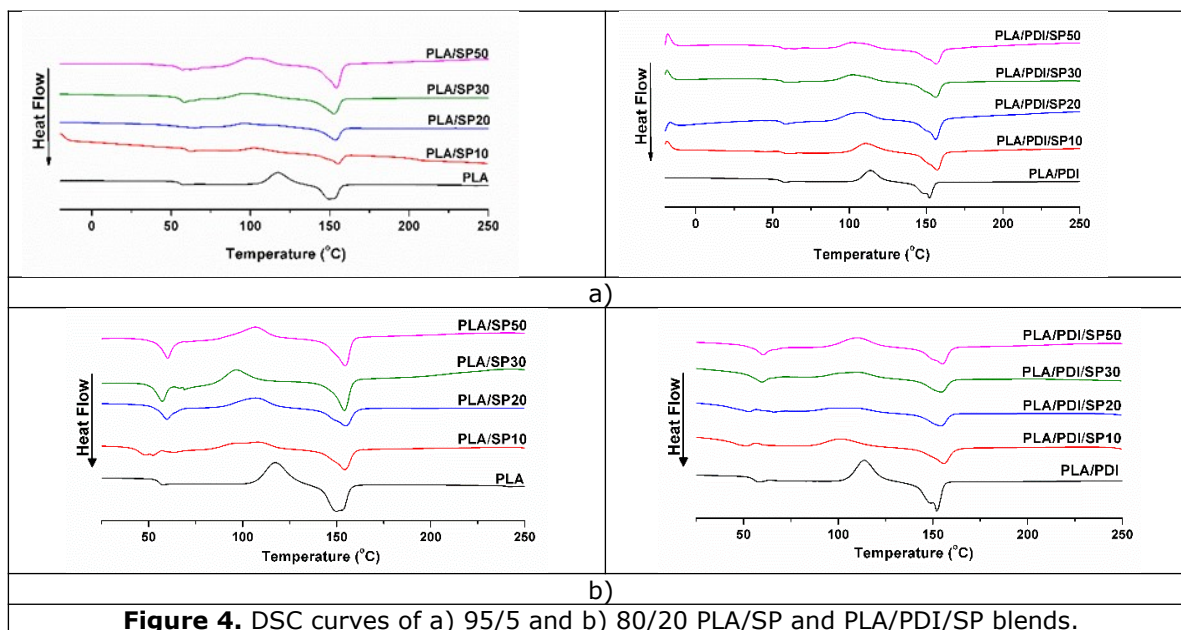 PLA/SP50
PLA/SP30
PLA/SP20
PLA/SP10
PLA
Heat Flow
0 50 100 150 200 250
Temperature (°C)
PLA/PDI/SP50
PLA/PDI/SP30
PLA/PDI/SP20
PLA/PDI/SP10
PLA/PDI
Heat Flow
0 50 100 150 200 250
Temperature (°C)
a)
PLA/SP50
PLA/SP30
PLA/SP20
PLA/SP10
PLA
Heat Flow
50 100 150 200 250
Temperature (°C)
PLA/PDI/SP50
PLA/PDI/SP30
PLA/PDI/SP20
PLA/PDI/SP10
PLA/PDI
Heat Flow
50 100 150 200 250
Temperature (°C)
b)
Figure 4. DSC curves of a) 95/5 and b) 80/20 PLA/SP and PLA/PDI/SP blends.